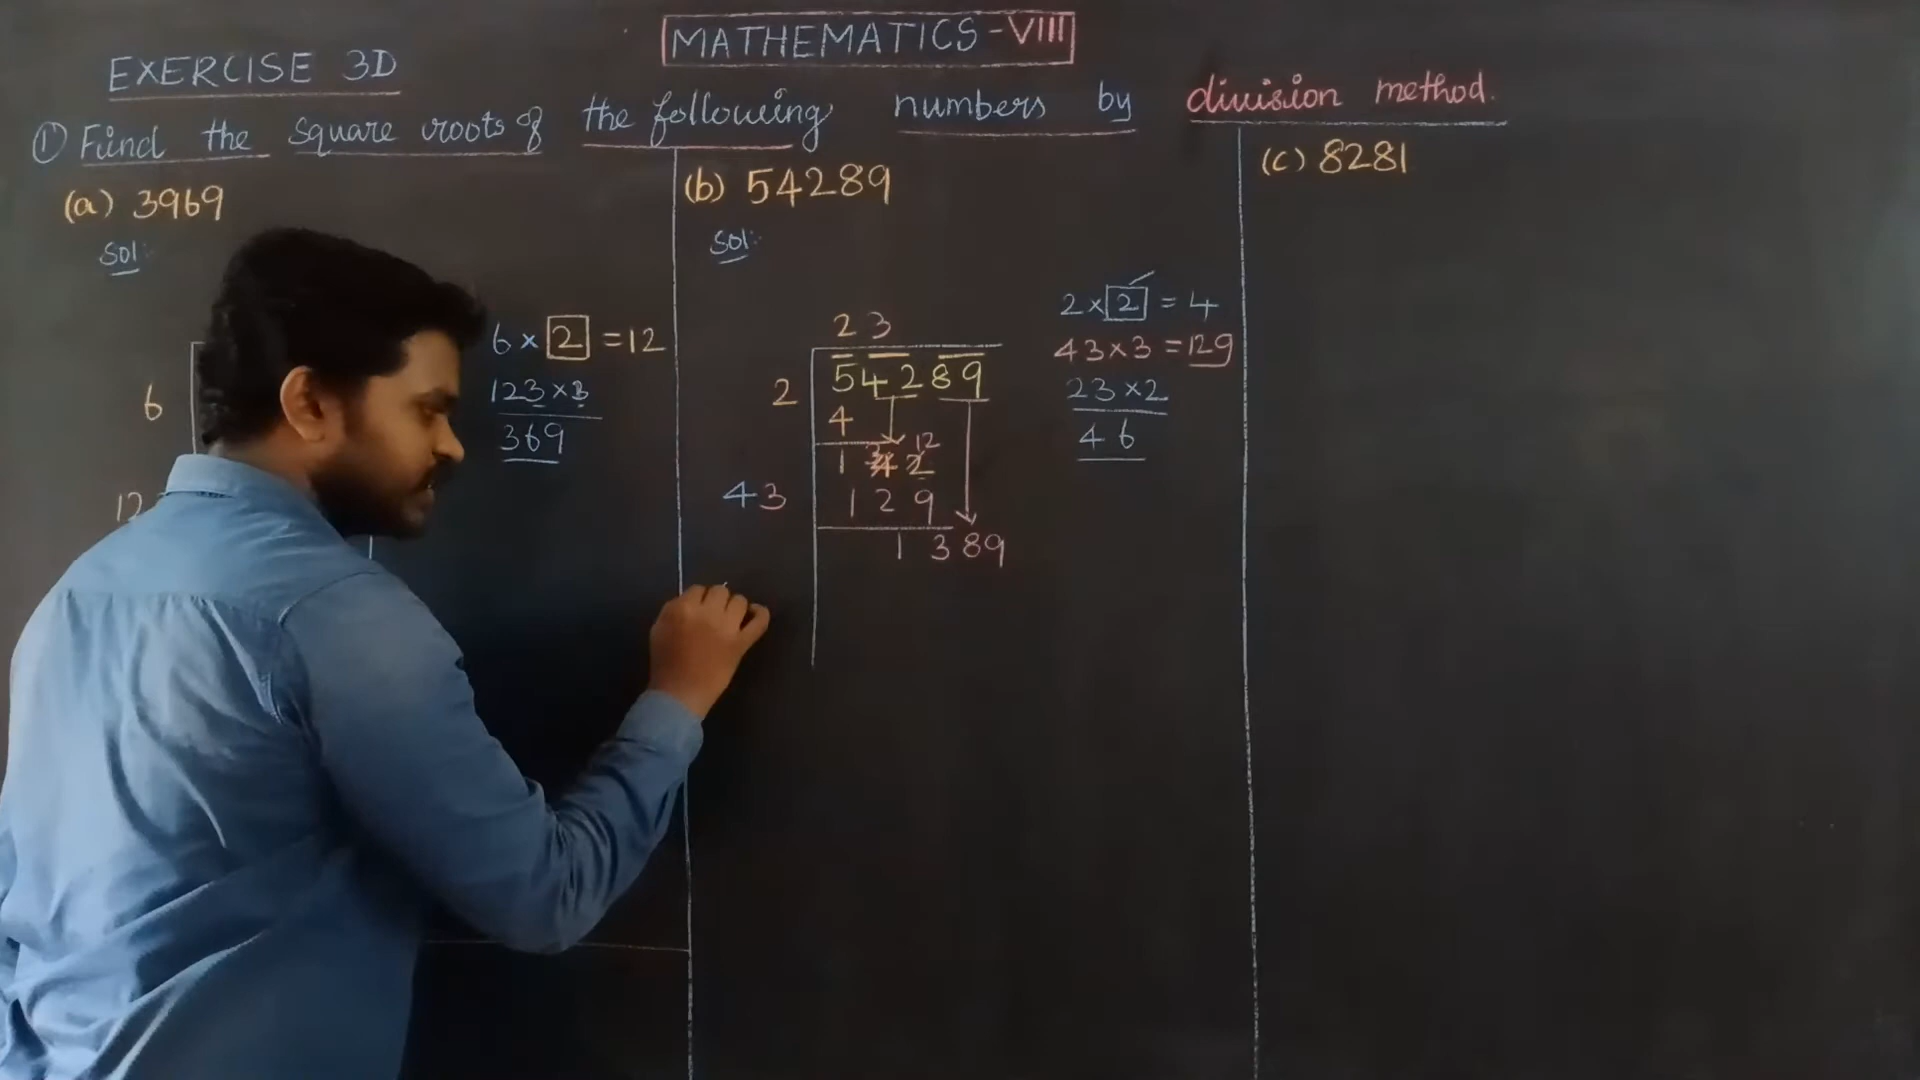 MATHEMATICS-VIII
EXERCISE 3D
① Find the square roots of the following numbers by division method.
(a) 3969
Sol:
6
12
6 × 2 = 12
123 × 3
369
(b) 54289
Sol:
23
2
54289
4
12
1 2
43
129
1389
2 × 2 = 4
43 × 3 = 129
23 × 2
46
(c) 8281